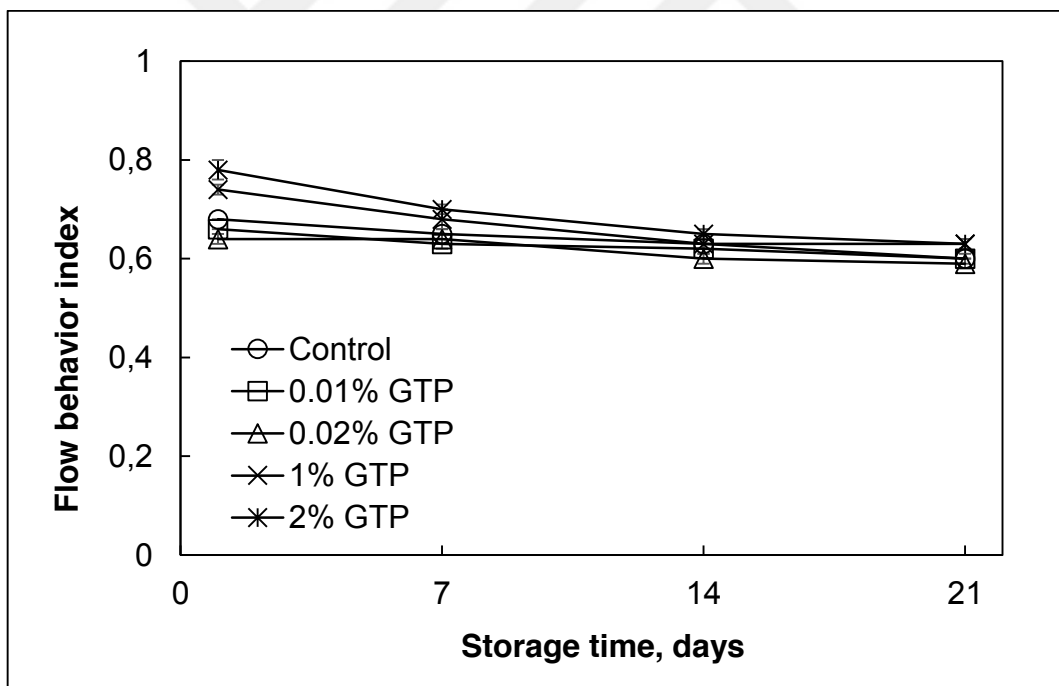 1
0,8
0,6
0,4
0,2
0
Flow behavior index
Control
0.01% GTP
0.02% GTP
1% GTP
2% GTP
0 7 14 21
Storage time, days